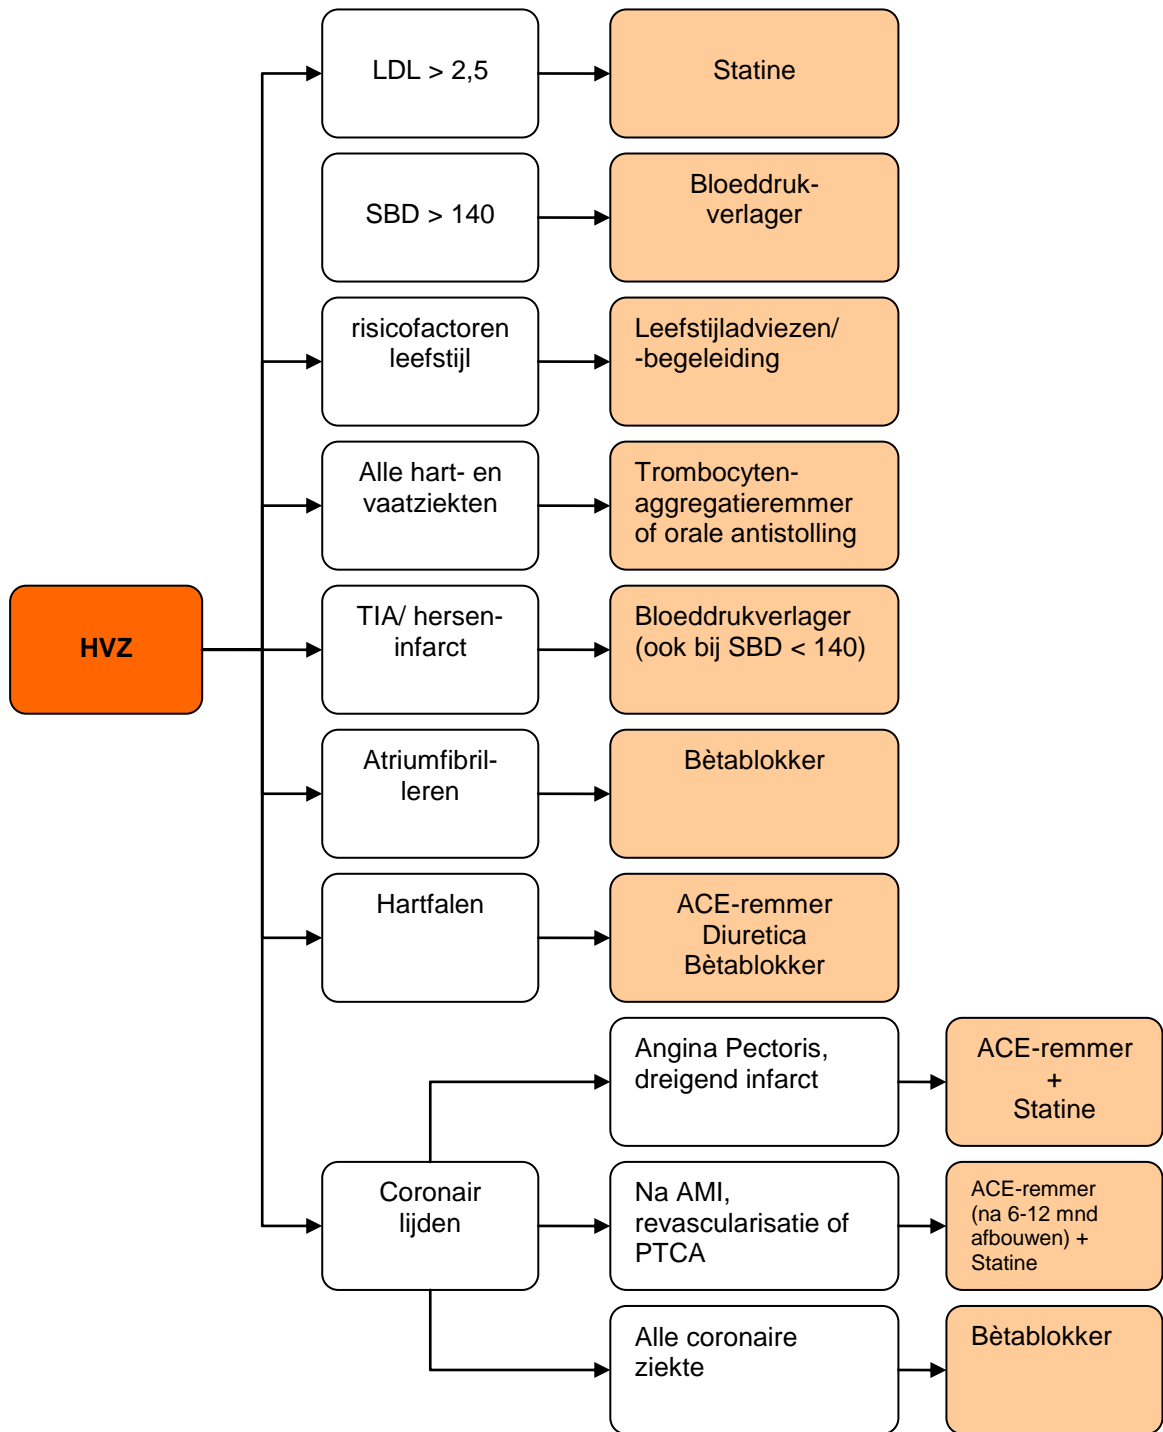 LDL > 2,5
Statine
SBD > 140
Bloeddruk-
verlager
risicofactoren
leefstijl
Leefstijladviezen/
-begeleiding
Alle hart- en
vaatziekten
Trombocyten-
aggregatieremmer
of orale antistolling
HVZ
TIA/ hersen-
infarct
Bloeddrukverlager
(ook bij SBD < 140)
Atriumfibril-
leren
Bètablokker
Hartfalen
ACE-remmer
Diuretica
Bètablokker
Angina Pectoris,
dreigend infarct
ACE-remmer
+
Statine
Coronair
lijden
Na AMI,
revascularisatie of
PTCA
ACE-remmer
(na 6-12 mnd
afbouwen) +
Statine
Alle coronaire
ziekte
Bètablokker